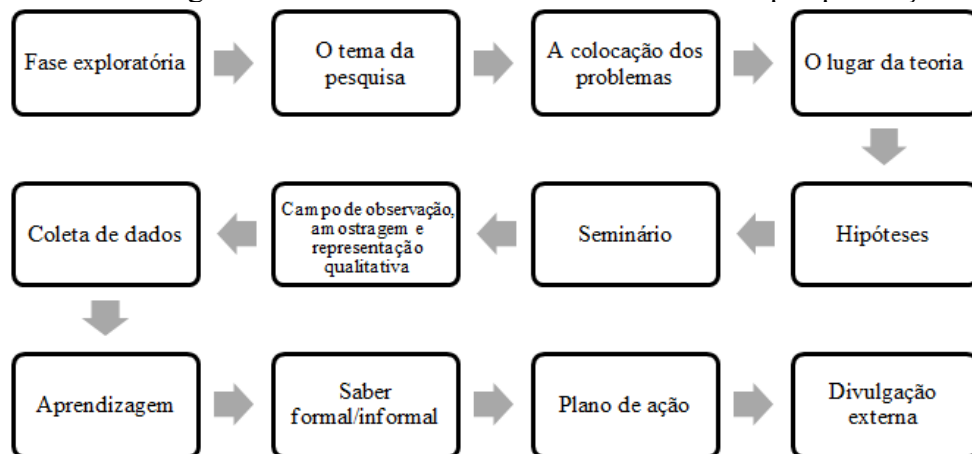 Fase exploratória
O tema da
pesquisa
A colocação dos
problemas
O lugar da teoria
Coleta de dados
Campo de observação,
amostragem e
representação
qualitativa
Seminário
Hipóteses
Aprendizagem
Saber
formal/informal
Plano de ação
Divulgação
externa